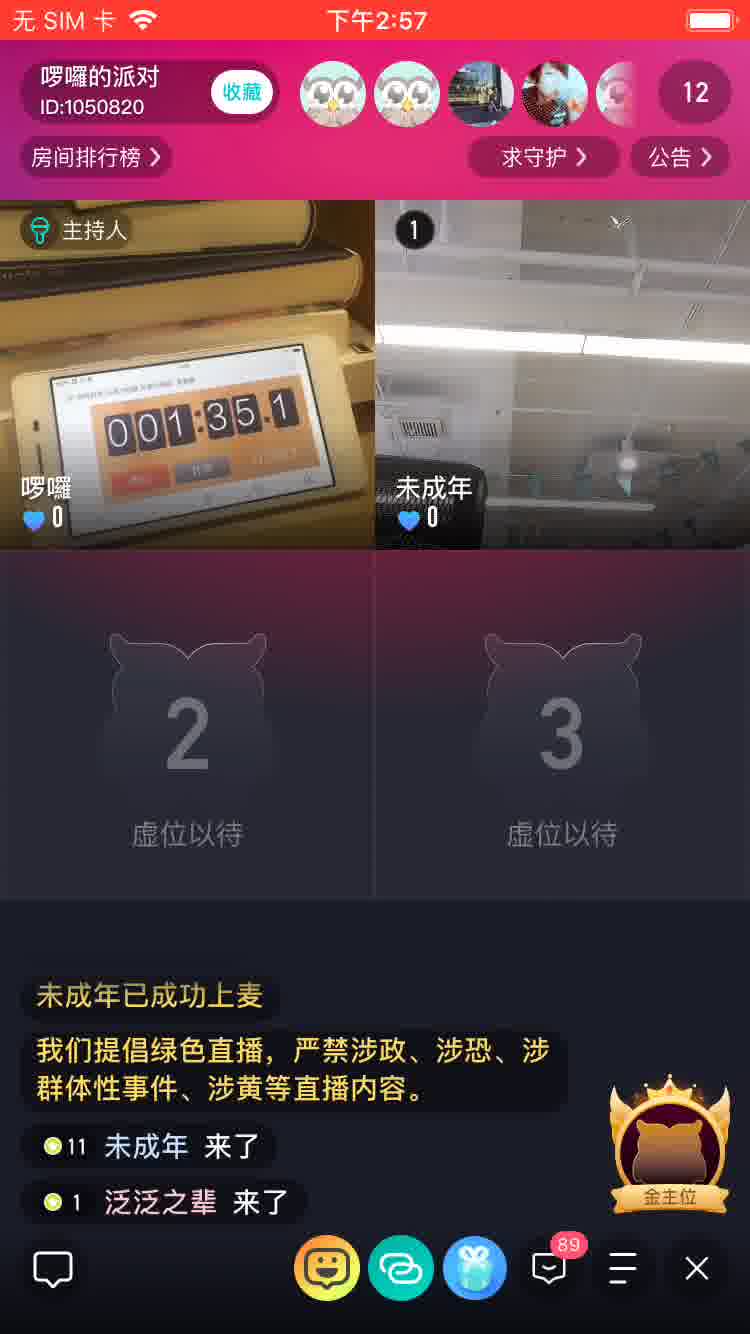 无 SIM 卡
下午2:57
啰囉的派对
ID:1050820
收藏
12
房间排行榜
求守护
公告
主持人
1
001:35.1
啰囉
0
未成年
0
2
虚位以待
3
虚位以待
未成年已成功上麦
我们提倡绿色直播，严禁涉政、涉恐、涉
群体性事件、涉黄等直播内容。
11 未成年 来了
1 泛泛之辈 来了
金主位
89